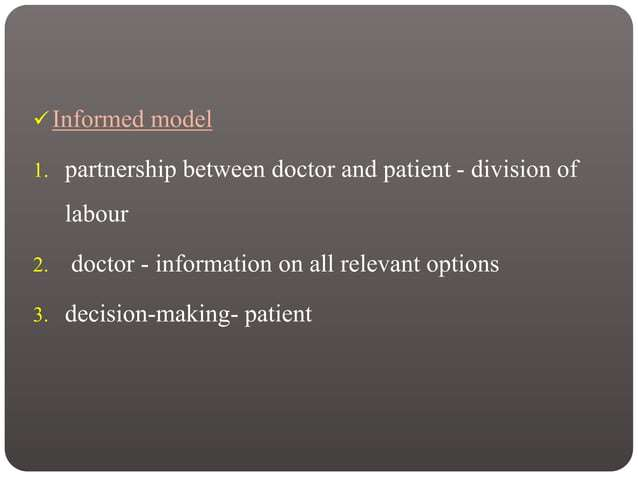 ✓ Informed model
1. partnership between doctor and patient - division of
labour
2. doctor - information on all relevant options
3. decision-making- patient